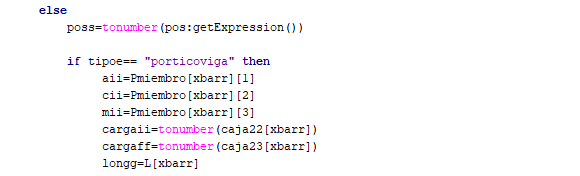 else
poss=tonumber(pos:getExpression())
if tipoe== "porticoviga" then
aii=Pmiembro[xbarr][1]
cii=Pmiembro[xbarr][2]
mii=Pmiembro[xbarr][3]
cargaii=tonumber(caja22[xbarr])
cargaff=tonumber(caja23[xbarr])
longg=L[xbarr]